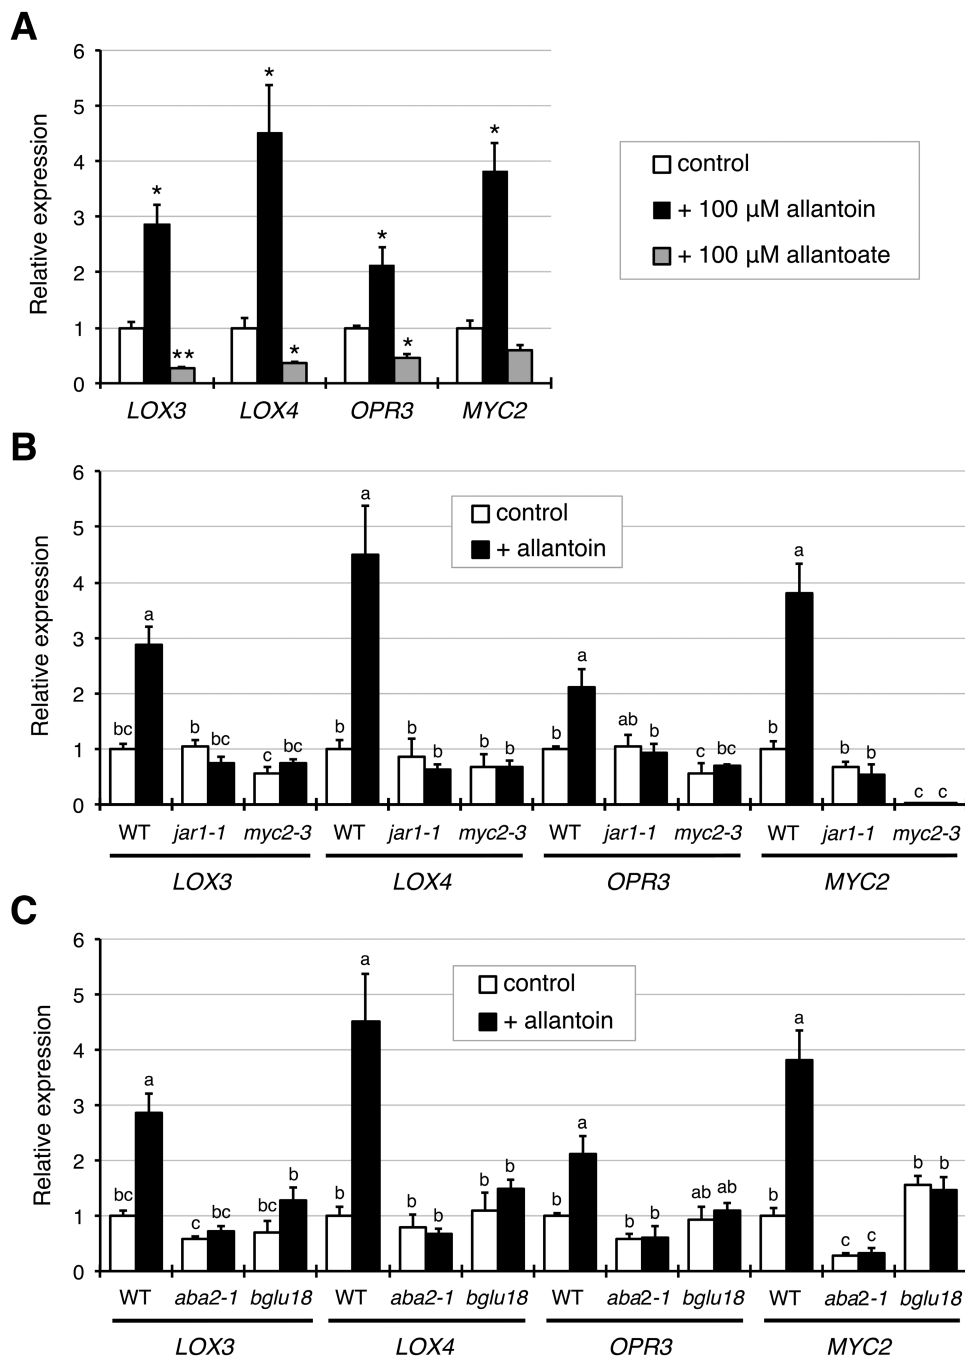 A
6
5
4
3
2
1
0
Relative expression
* * * *
** * *
LOX3 LOX4 OPR3 MYC2
control
+ 100 µM allantoin
+ 100 µM allantoate
B
6
5
4
3
2
1
0
Relative expression
control
+ allantoin
bc a b bc c bc b a b b b b b a ab b c bc b a b b c c
WT jar1-1 myc2-3 WT jar1-1 myc2-3 WT jar1-1 myc2-3 WT jar1-1 myc2-3
LOX3 LOX4 OPR3 MYC2
C
6
5
4
3
2
1
0
Relative expression
control
+ allantoin
bc a c bc bc b b a b b b b b a b b ab ab b a c c b b
WT aba2-1 bglu18 WT aba2-1 bglu18 WT aba2-1 bglu18 WT aba2-1 bglu18
LOX3 LOX4 OPR3 MYC2